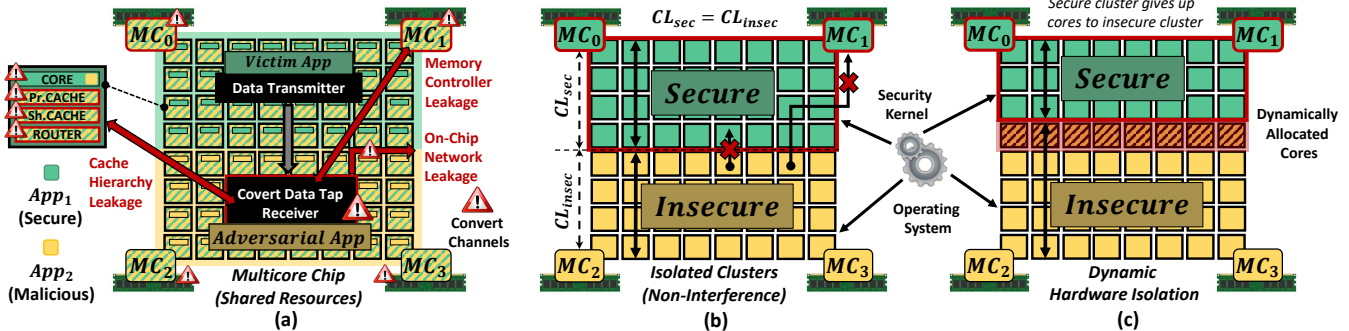 MC0
MC1
Victim App
Data Transmitter
Memory
Controller
Leakage
CORE
Pr.CACHE
Sh.CACHE
ROUTER
On-Chip
Network
Leakage
Cache
Hierarchy
Leakage
App1
(Secure)
App2
(Malicious)
Covert Data Tap
Receiver
Adversarial App
Convert
Channels
MC2
MC3
Multicore Chip
(Shared Resources)
(a)
CLsec = CLinsec
MC0
MC1
CLsec
Secure
CLinsec
Insecure
MC2
MC3
Isolated Clusters
(Non-Interference)
(b)
Security
Kernel
Operating
System
Secure cluster gives up
cores to insecure cluster
MC0
MC1
Secure
Dynamically
Allocated
Cores
Insecure
MC2
MC3
Dynamic
Hardware Isolation
(c)